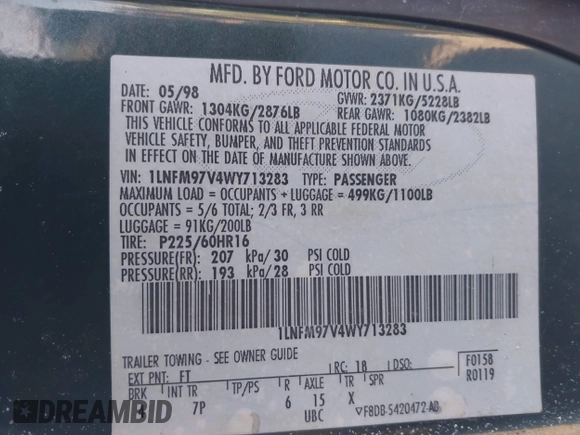 MFD. BY FORD MOTOR CO. IN U.S.A.
DATE: 05/98 GVWR: 2371KG/5228LB
FRONT GAWR: 1304KG/2876LB REAR GAWR: 1080KG/2382LB
THIS VEHICLE CONFORMS TO ALL APPLICABLE FEDERAL MOTOR
VEHICLE SAFETY, BUMPER, AND THEFT PREVENTION STANDARDS
IN EFFECT ON THE DATE OF MANUFACTURE SHOWN ABOVE.
VIN: 1LNFM97V4WY713283 TYPE: PASSENGER
MAXIMUM LOAD = OCCUPANTS + LUGGAGE = 499KG/1100LB
OCCUPANTS = 5/6 TOTAL; 2/3 FR, 3 RR
LUGGAGE = 91KG/200LB
TIRE: P225/60HR16
PRESSURE(FR) 207 kPa/ 30 PSI COLD
PRESSURE(RR) 193 kPa/ 28 PSI COLD
1LNFM97V4WY713283
TRAILER TOWING - SEE OWNER GUIDE
EXT PNT: FT RC: 18 DSO: F0158
BRK INT TR TP/PS R AXLE TR SPR R0119
7P 6 15 X
UBC F8DB-5420472-AB
DREAMBID